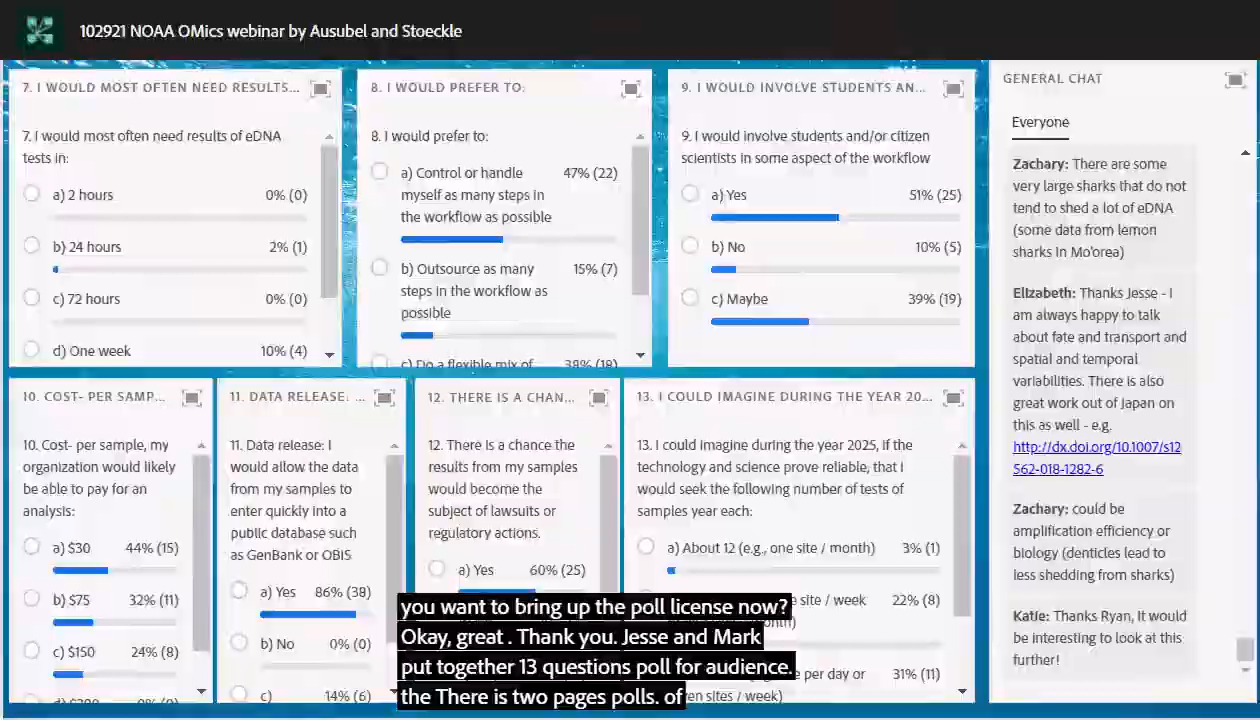 102921 NOAA OMics webinar by Ausubel and Stoeckle
7. I WOULD MOST OFTEN NEED RESULTS...
7. I would most often need results of eDNA
tests in:
a) 2 hours 0% (0)
b) 24 hours 2% (1)
c) 72 hours 0% (0)
d) One week 10% (4)
8. I WOULD PREFER TO:
8. I would prefer to:
a) Control or handle 47% (22)
myself as many steps in
the workflow as possible
b) Outsource as many 15% (7)
steps in the workflow as
possible
c) Do a flexible mix of 38% (18)
9. I WOULD INVOLVE STUDENTS AN...
9. I would involve students and/or citizen
scientists in some aspect of the workflow
a) Yes 51% (25)
b) No 10% (5)
c) Maybe 39% (19)
10. COST- PER SAMP...
10. Cost- per sample, my
organization would likely
be able to pay for an
analysis:
a) $30 44% (15)
b) $75 32% (11)
c) $150 24% (8)
0% (0)
11. DATA RELEASE: ...
11. Data release: I
would allow the data
from my samples to
enter quickly into a
public database such
as GenBank or OBIS
a) Yes 86% (38)
b) No 0% (0)
c) 14% (6)
12. THERE IS A CHAN...
12. There is a chance the
results from my samples
would become the
subject of lawsuits or
regulatory actions.
a) Yes 60% (25)
13. I COULD IMAGINE DURING THE YEAR 20...
13. I could imagine during the year 2025, if the
technology and science prove reliable, that I
would seek the following number of tests of
samples year each:
a) About 12 (e.g., one site / month) 3% (1)
site / week 22% (8)
per day or 31% (11)
sites / week)
you want to bring up the poll license now?
Okay, great . Thank you. Jesse and Mark
put together 13 questions poll for audience.
the There is two pages polls. of
GENERAL CHAT
Everyone
Zachary: There are some
very large sharks that do not
tend to shed a lot of eDNA
(some data from lemon
sharks in Mo'orea)
Elizabeth: Thanks Jesse - I
am always happy to talk
about fate and transport and
spatial and temporal
variabilities. There is also
great work out of Japan on
this as well - e.g.
http://dx.doi.org/10.1007/s12
562-018-1282-6
Zachary: could be
amplification efficiency or
biology (denticles lead to
less shedding from sharks)
Katie: Thanks Ryan, It would
be interesting to look at this
further!